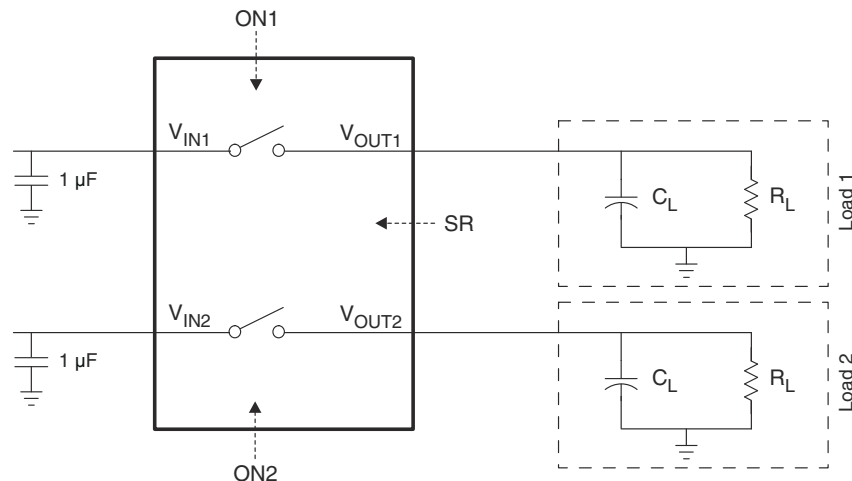 ON1
V_IN1
V_OUT1
1 µF
C_L
R_L
Load 1
SR
V_IN2
V_OUT2
1 µF
C_L
R_L
Load 2
ON2